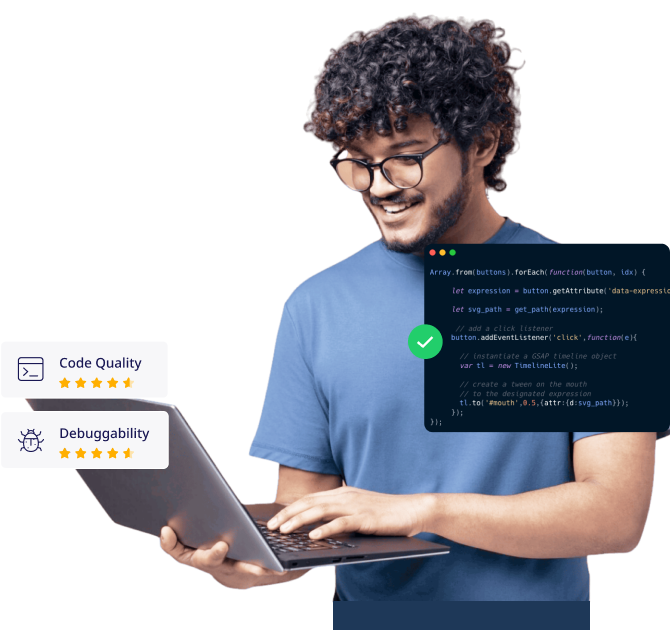 Array.from(buttons).forEach(function(button, idx) {
let expression = button.getAttribute('data-expressio
let svg_path = get_path(expression);
// add a click listener
button.addEventListener('click',function(e){
// instantiate a GSAP timeline object
var tl = new TimelineLite();
// create a tween on the mouth
// to the designated expression
tl.to('#mouth',0.5,{attr:{d:svg_path}});
});
});
Code Quality
Debuggability